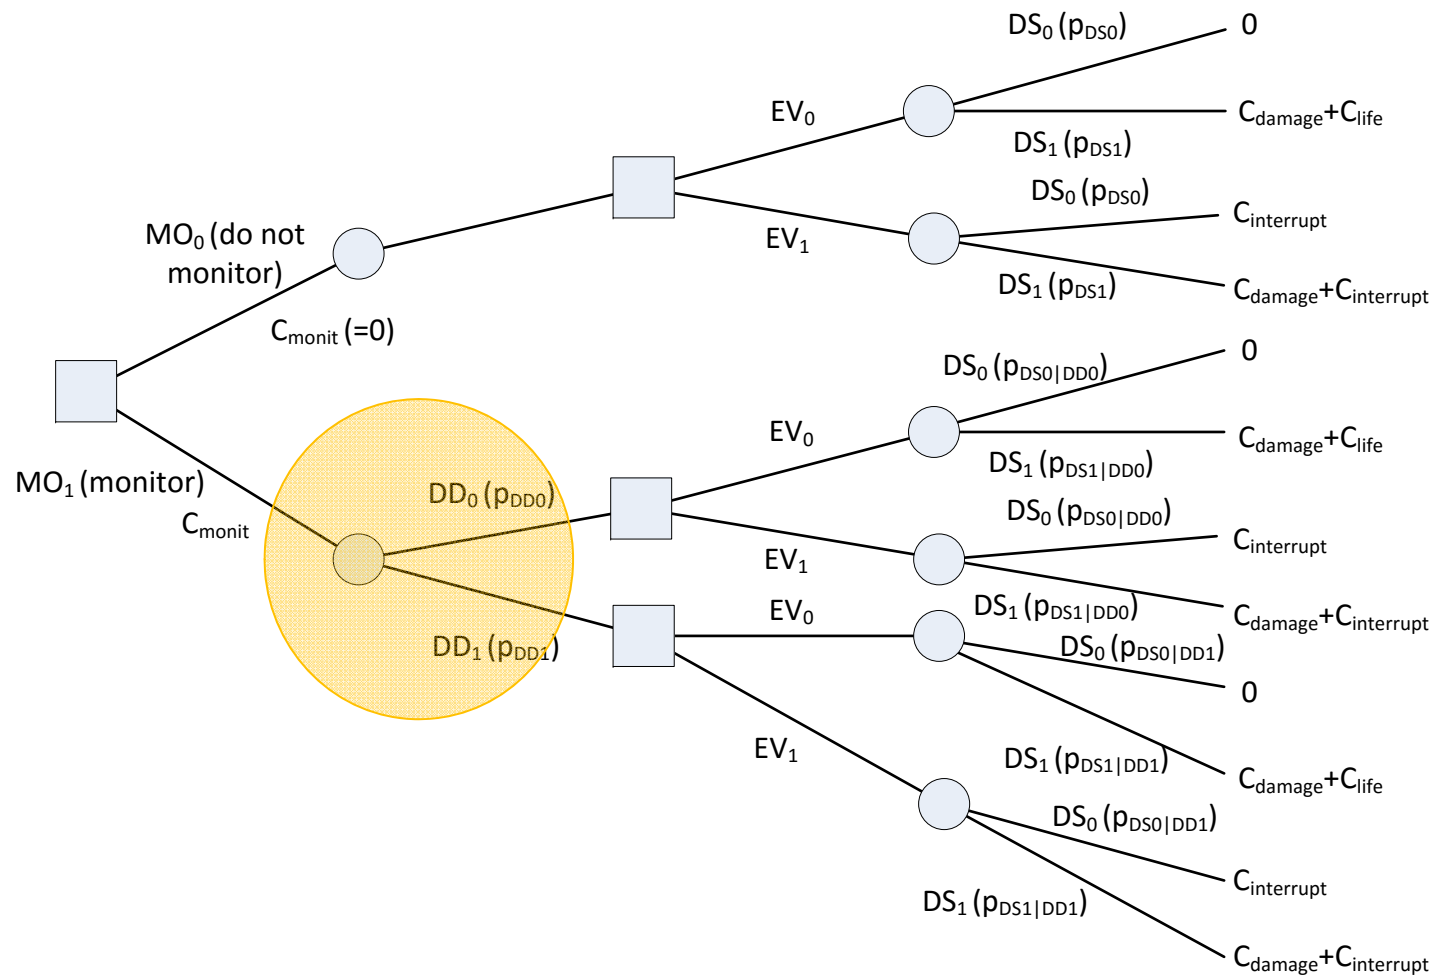 DS₀ (pDS0)
0
EV₀
Cdamage+Clife
DS₁ (pDS1)
DS₀ (pDS0)
MO₀ (do not
monitor)
EV₁
Cinterrupt
DS₁ (pDS1)
Cdamage+Cinterrupt
Cmonit (=0)
0
DS₀ (pDS0|DD0)
EV₀
Cdamage+Clife
DS₁ (pDS1|DD0)
MO₁ (monitor)
DD₀ (pDD0)
DS₀ (pDS0|DD0)
Cmonit
Cinterrupt
EV₁
DS₁ (pDS1|DD0)
EV₀
Cdamage+Cinterrupt
DD₁ (pDD1)
DS₀ (pDS0|DD1)
0
EV₁
DS₁ (pDS1|DD1)
Cdamage+Clife
DS₀ (pDS0|DD1)
Cinterrupt
DS₁ (pDS1|DD1)
Cdamage+Cinterrupt